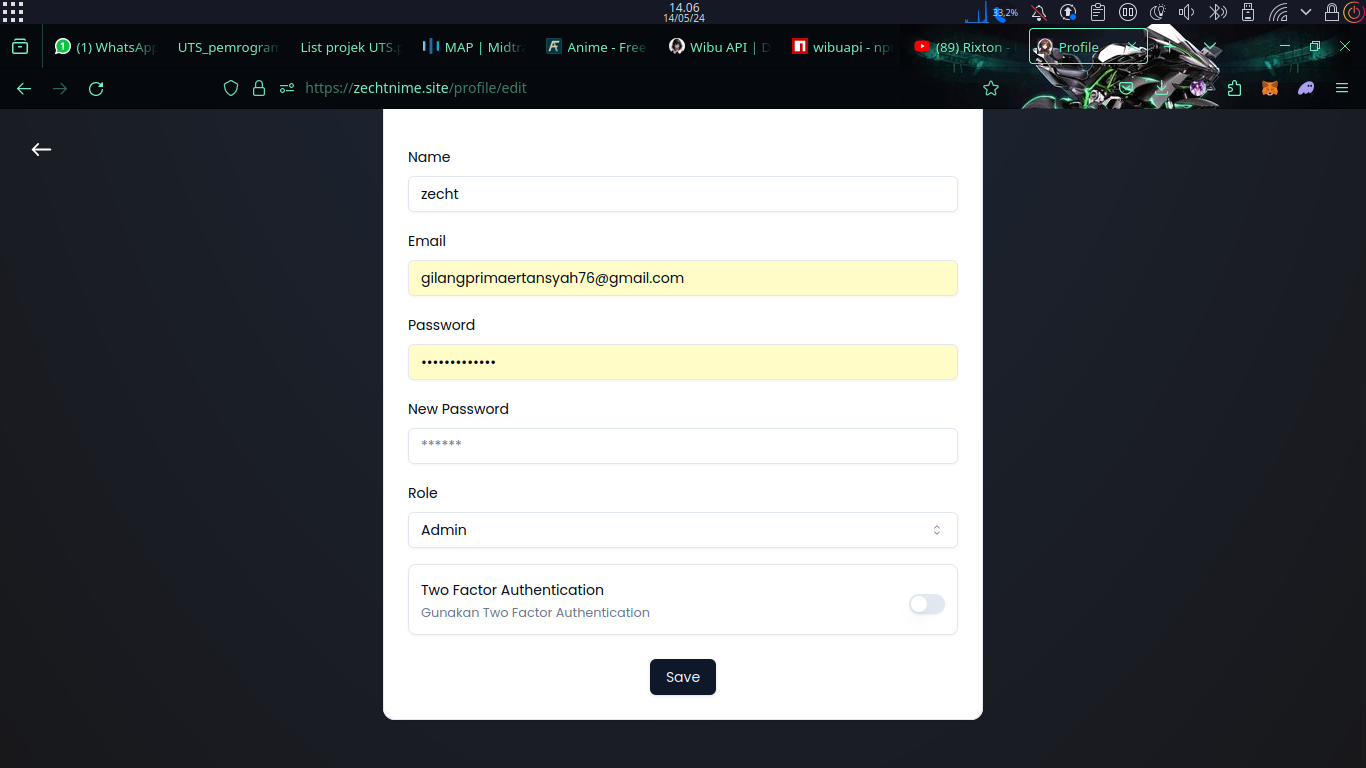 14.06
14/05/24
33,2%
(1) WhatsApp
UTS_pemrogran
List projek UTS.p
MAP | Midtra
Anime - Free
Wibu API | D
wibuapi - np
(89) Rixton -
Profile
https://zechtnime.site/profile/edit
Name
zecht
Email
gilangprimaertansyah76@gmail.com
Password
•••••••••••••
New Password
******
Role
Admin
Two Factor Authentication
Gunakan Two Factor Authentication
Save